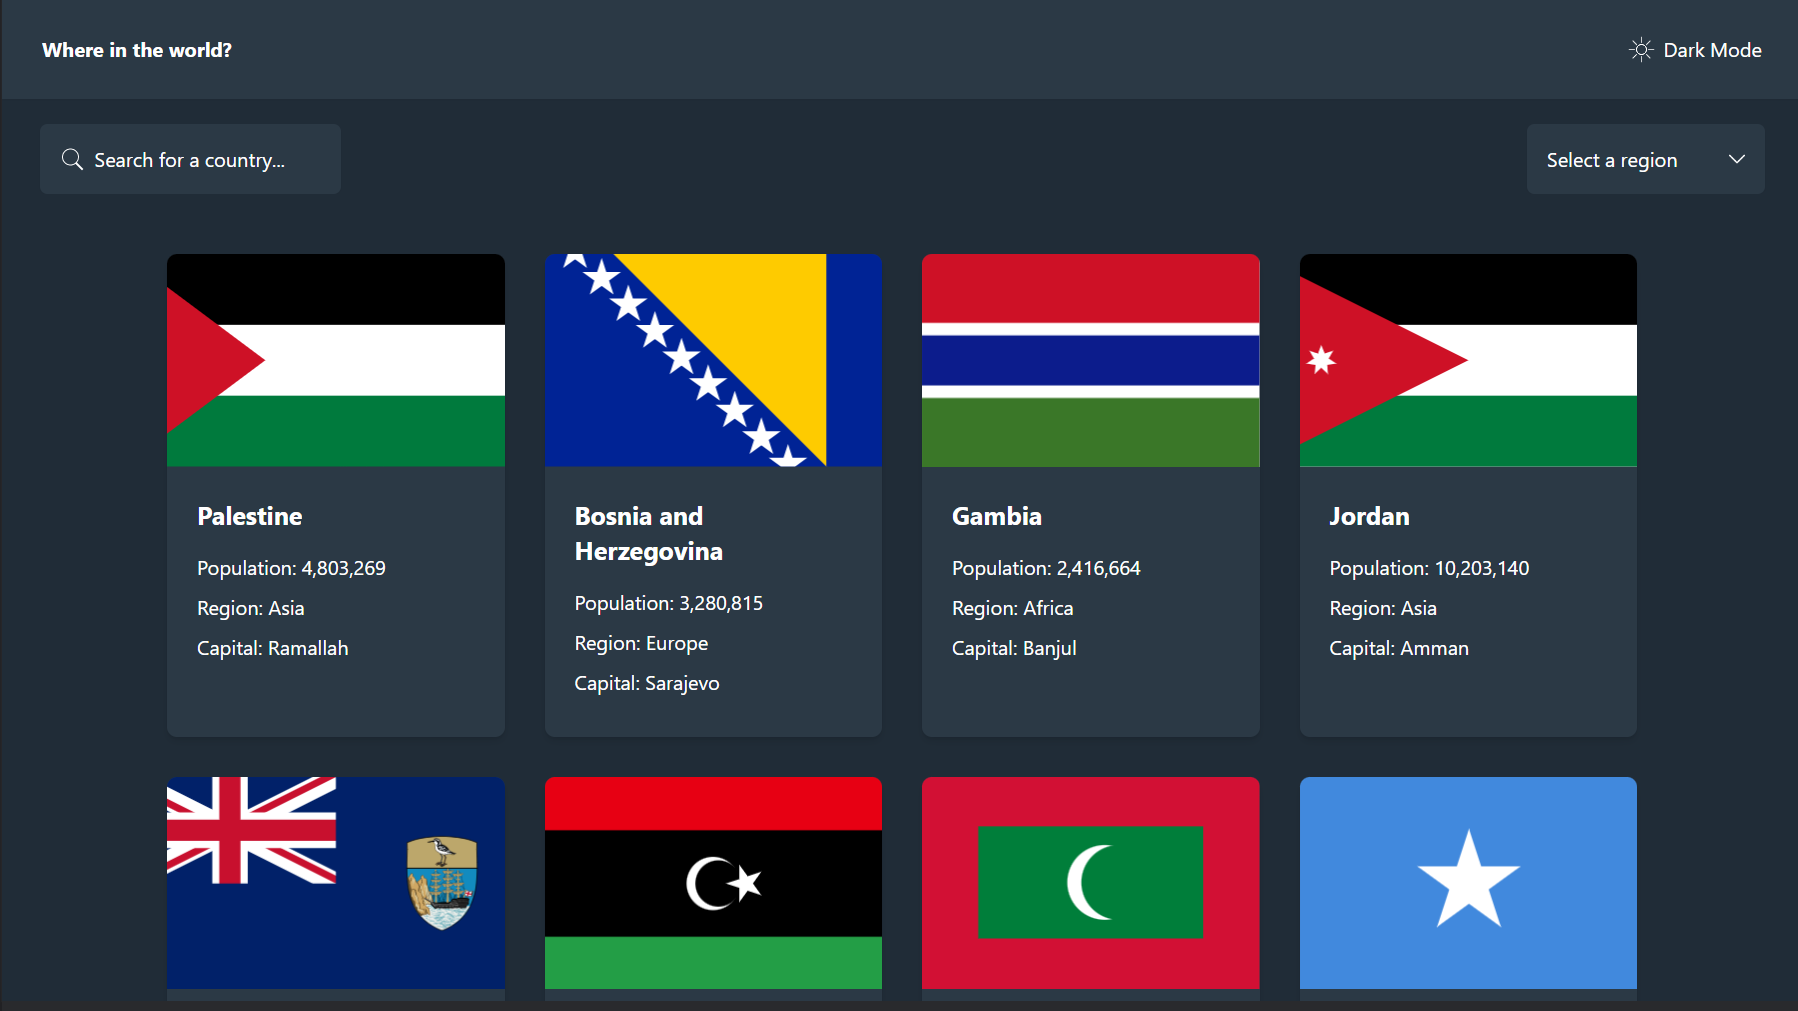 Where in the world?
Dark Mode
Search for a country...
Select a region
Palestine
Population: 4,803,269
Region: Asia
Capital: Ramallah
Bosnia and
Herzegovina
Population: 3,280,815
Region: Europe
Capital: Sarajevo
Gambia
Population: 2,416,664
Region: Africa
Capital: Banjul
Jordan
Population: 10,203,140
Region: Asia
Capital: Amman